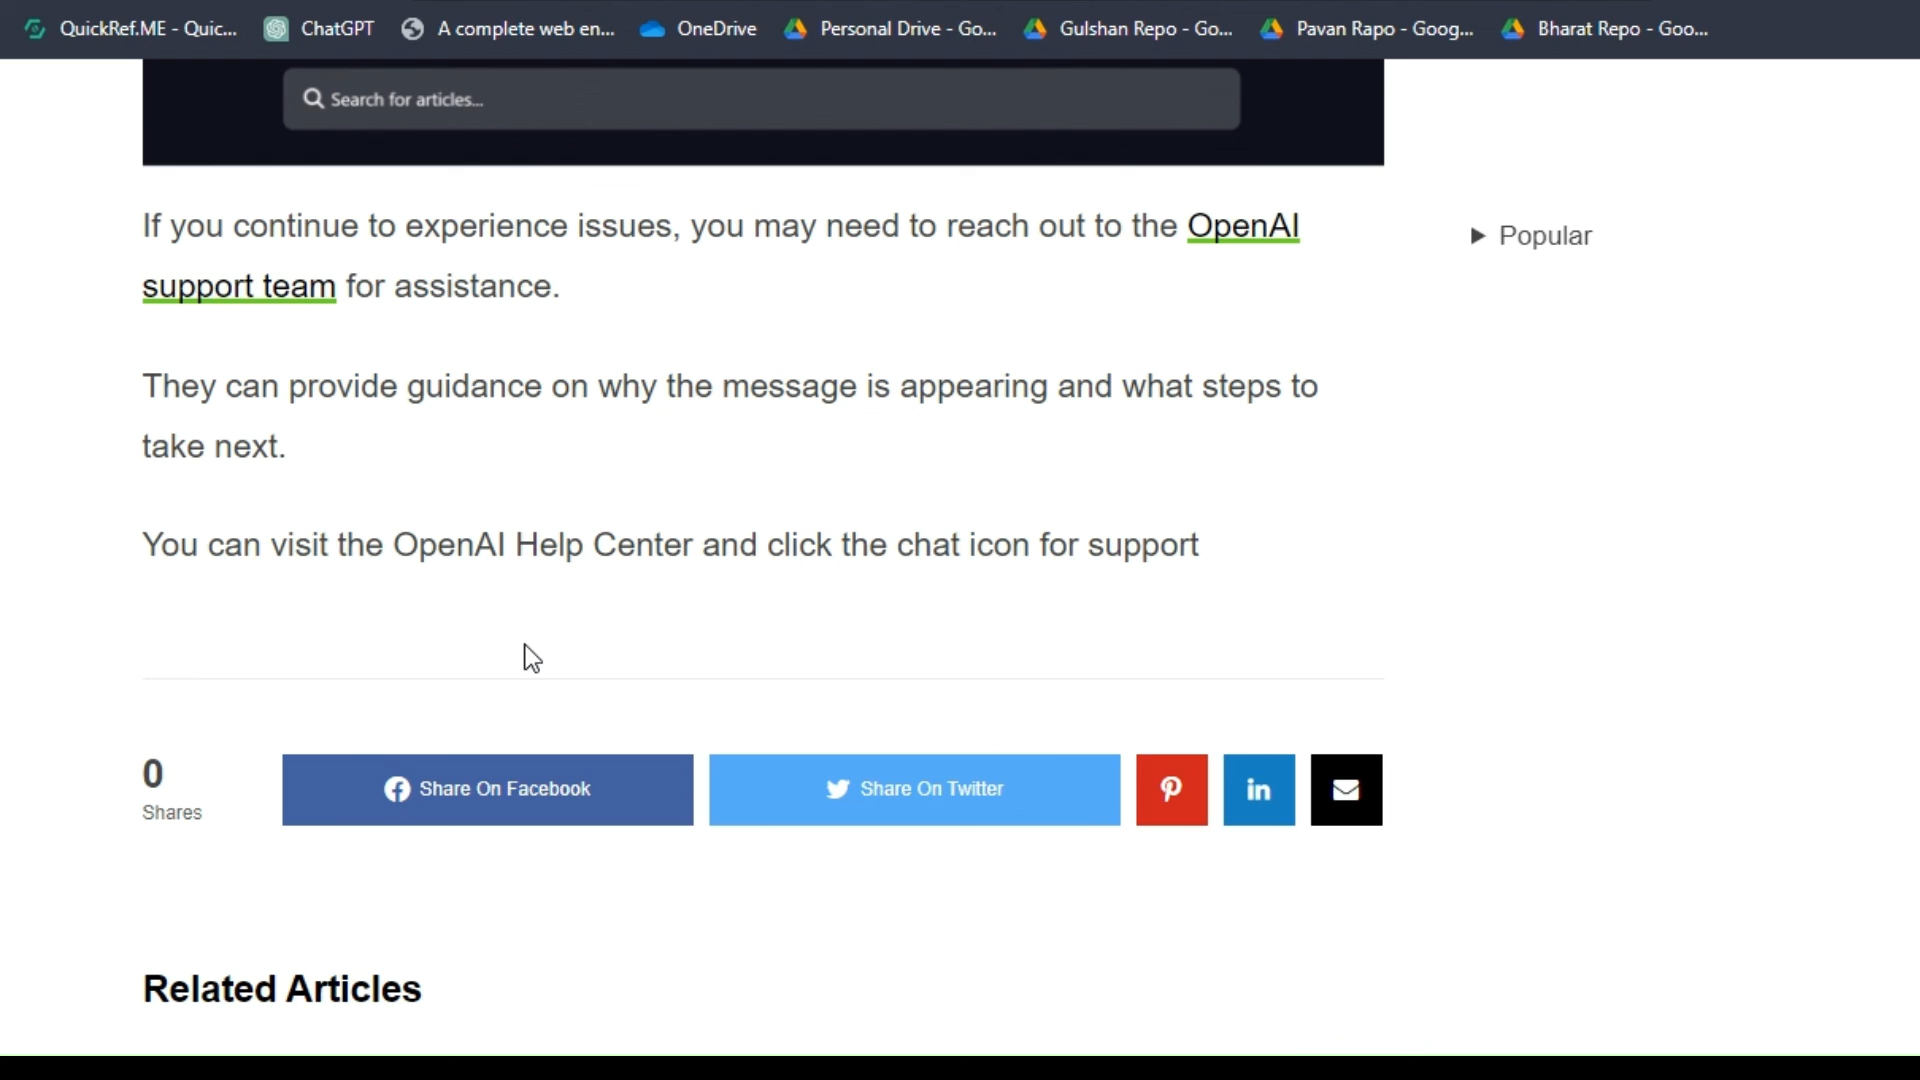 QuickRef.ME - Quic... ChatGPT A complete web en... OneDrive Personal Drive - Go... Gulshan Repo - Go... Pavan Rapo - Goog... Bharat Repo - Goo...
Search for articles...
If you continue to experience issues, you may need to reach out to the OpenAI
support team for assistance.
Popular
They can provide guidance on why the message is appearing and what steps to
take next.
You can visit the OpenAI Help Center and click the chat icon for support
0
Shares
Share On Facebook
Share On Twitter
Related Articles